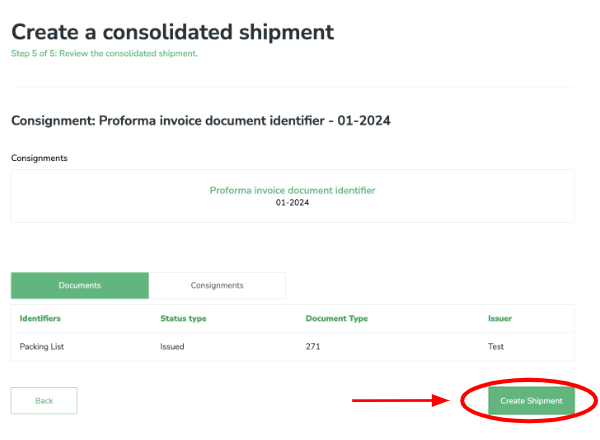 Create a consolidated shipment
Step 5 of 5: Review the consolidated shipment.
Consignment: Proforma invoice document identifier - 01-2024
Consignments
Proforma invoice document identifier
01-2024
Documents Consignments
Identifiers Status type Document Type Issuer
Packing List Issued 271 Test
Back Create Shipment